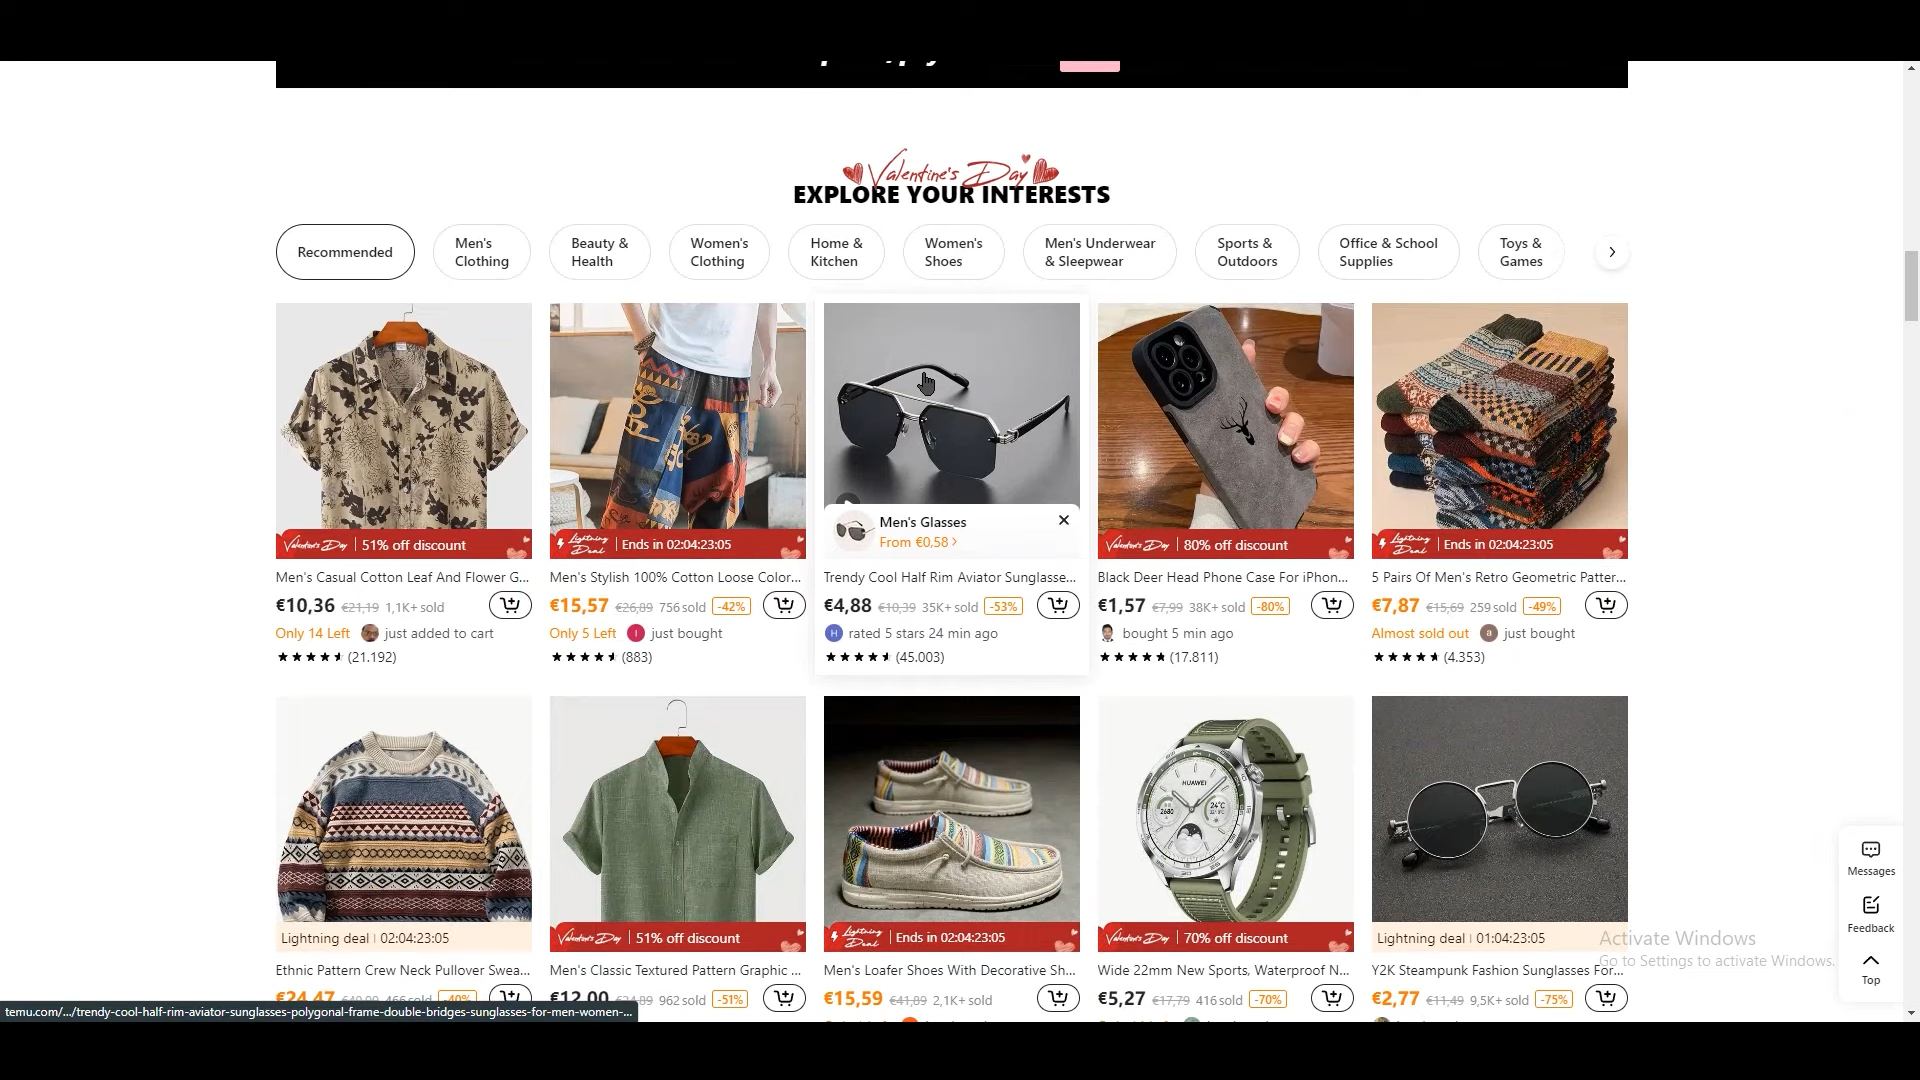 Valentine's Day
EXPLORE YOUR INTERESTS
Recommended
Men's
Clothing
Beauty &
Health
Women's
Clothing
Home &
Kitchen
Women's
Shoes
Men's Underwear
& Sleepwear
Sports &
Outdoors
Office & School
Supplies
Toys &
Games
Valentine's Day 51% off discount
Lightning Deal Ends in 02:04:23:05
Men's Glasses
From €0,58 >
Valentine's Day 80% off discount
Lightning Deal Ends in 02:04:23:05
Men's Casual Cotton Leaf And Flower G...
€10,36 €21,19 1,1K+ sold
Only 14 Left just added to cart
(21.192)
Men's Stylish 100% Cotton Loose Color...
€15,57 €26,89 756 sold -42%
Only 5 Left I just bought
(883)
Trendy Cool Half Rim Aviator Sunglasse...
€4,88 €10,39 35K+ sold -53%
H rated 5 stars 24 min ago
(45.003)
Black Deer Head Phone Case For iPhon...
€1,57 €7,99 38K+ sold -80%
bought 5 min ago
(17.811)
5 Pairs Of Men's Retro Geometric Patter...
€7,87 €15,69 259 sold -49%
Almost sold out a just bought
(4.353)
HUAWEI
Lightning deal | 02:04:23:05
Valentine's Day 51% off discount
Lightning Deal Ends in 02:04:23:05
Valentine's Day 70% off discount
Lightning deal | 01:04:23:05
Ethnic Pattern Crew Neck Pullover Swea...
€24,47 466 sold -40%
Men's Classic Textured Pattern Graphic ...
€12,00 €24,89 962 sold -51%
Men's Loafer Shoes With Decorative Sh...
€15,59 €41,89 2,1K+ sold
Wide 22mm New Sports, Waterproof N...
€5,27 €17,79 416 sold -70%
Y2K Steampunk Fashion Sunglasses For...
€2,77 €11,49 9,5K+ sold -75%
Messages
Feedback
Top
Activate Windows
Go to Settings to activate Windows.
temu.com/.../trendy-cool-half-rim-aviator-sunglasses-polygonal-frame-double-bridges-sunglasses-for-men-women-...